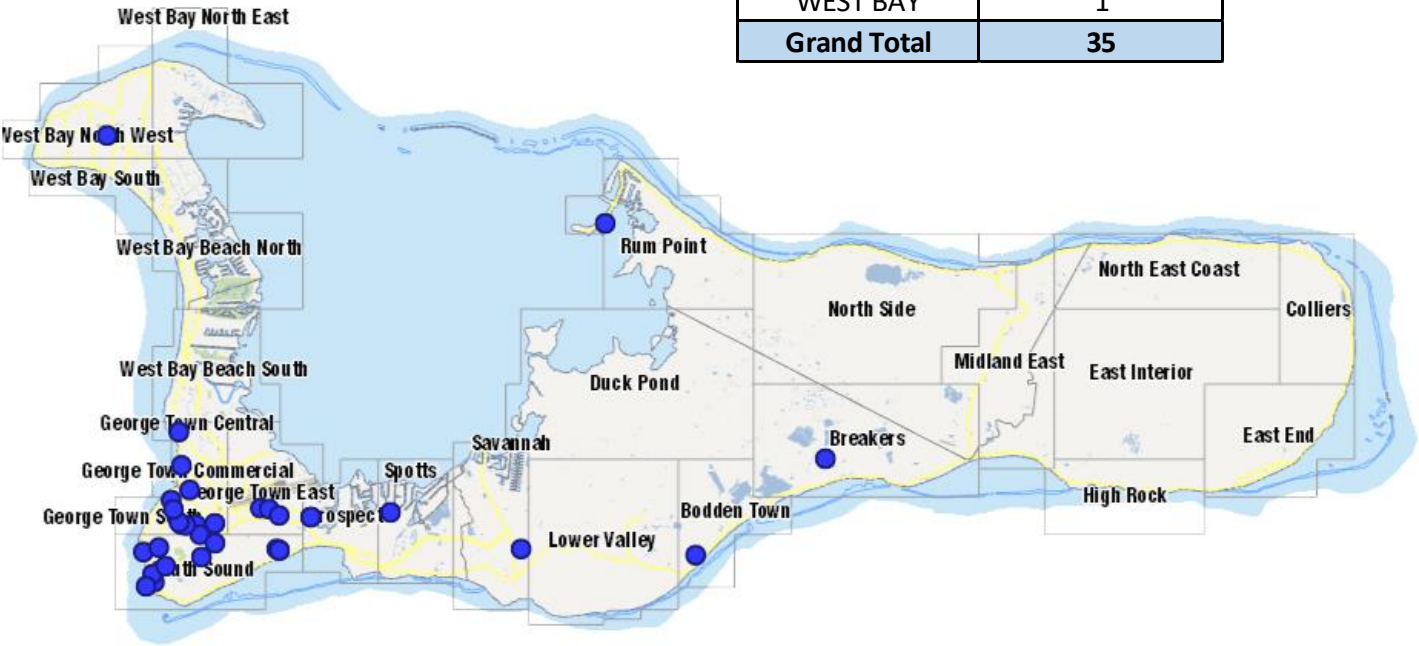 WEST BAY 1
Grand Total 35
West Bay North East
West Bay North West
West Bay South
West Bay Beach North
Rum Point
North East Coast
North Side
Colliers
West Bay Beach South
Midland East
East Interior
Duck Pond
George Town Central
Breakers
East End
Savannah
George Town Commercial
Spotts
George Town East
High Rock
Bodden Town
George Town South
Prospect
Lower Valley
South Sound